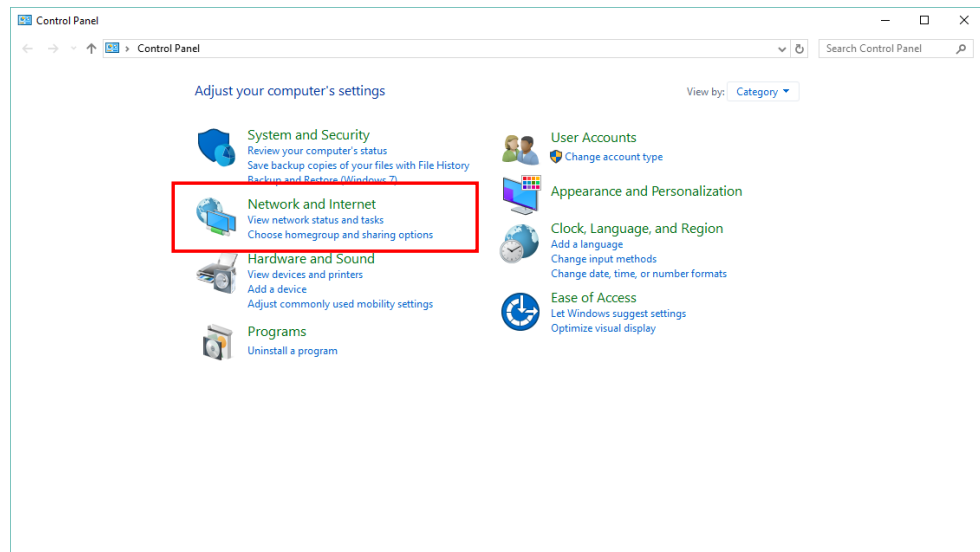 Control Panel
Control Panel
Search Control Panel
Adjust your computer's settings
View by: Category
System and Security
Review your computer's status
Save backup copies of your files with File History
Backup and Restore (Windows 7)
Network and Internet
View network status and tasks
Choose homegroup and sharing options
Hardware and Sound
View devices and printers
Add a device
Adjust commonly used mobility settings
Programs
Uninstall a program
User Accounts
Change account type
Appearance and Personalization
Clock, Language, and Region
Add a language
Change input methods
Change date, time, or number formats
Ease of Access
Let Windows suggest settings
Optimize visual display